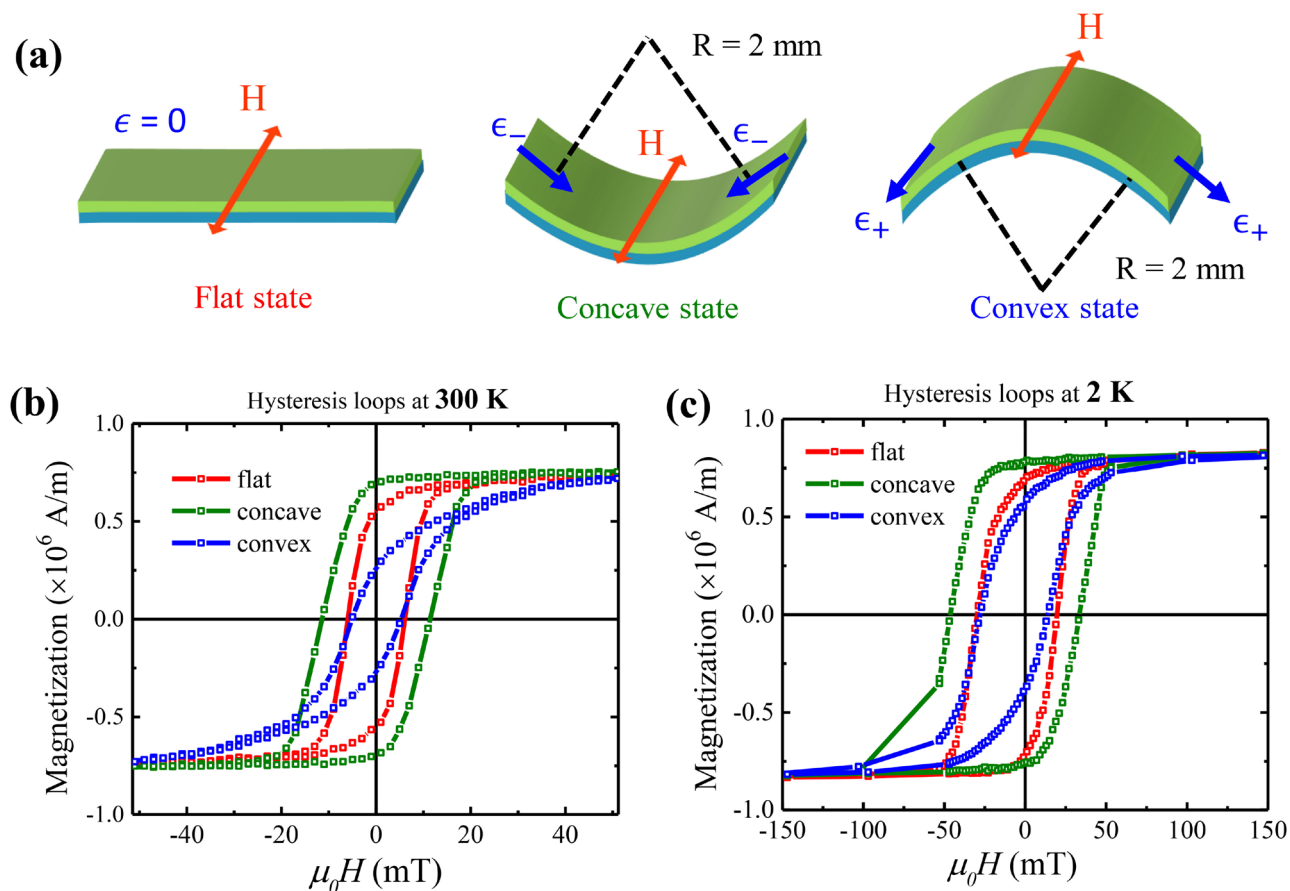 (a)
ϵ = 0
H
Flat state
R = 2 mm
ϵ₋
ϵ₋
H
Concave state
H
ϵ₊
ϵ₊
R = 2 mm
Convex state
(b)
Hysteresis loops at 300 K
Magnetization (×10⁶ A/m)
1.0
0.5
0.0
-0.5
-1.0
flat
concave
convex
-40
-20
0
20
40
μ₀H (mT)
(c)
Hysteresis loops at 2 K
Magnetization (×10⁶ A/m)
1.0
0.5
0.0
-0.5
-1.0
flat
concave
convex
-150
-100
-50
0
50
100
150
μ₀H (mT)